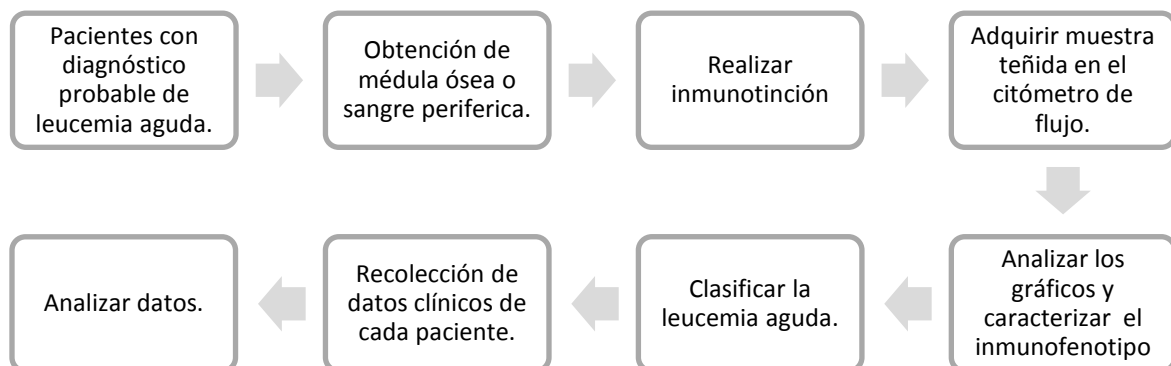 Pacientes con
diagnóstico
probable de
leucemia aguda.
Obtención de
médula ósea o
sangre periferica.
Realizar
inmunotinción
Adquirir muestra
teñida en el
citómetro de
flujo.
Analizar los
gráficos y
caracterizar el
inmunofenotipo
Clasificar la
leucemia aguda.
Recolección de
datos clínicos de
cada paciente.
Analizar datos.